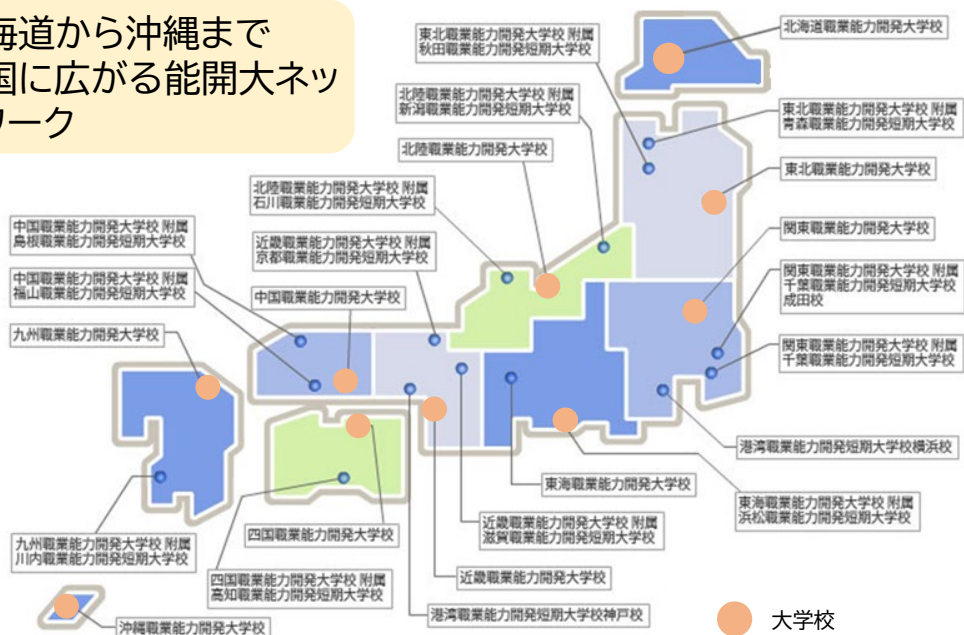 海道から沖縄まで
国に広がる能開大ネッ
ワーク
北海道職業能力開発大学校
東北職業能力開発大学校 附属
秋田職業能力開発短期大学校
北陸職業能力開発大学校 附属
新潟職業能力開発短期大学校
東北職業能力開発大学校 附属
青森職業能力開発短期大学校
北陸職業能力開発大学校
東北職業能力開発大学校
北陸職業能力開発大学校 附属
石川職業能力開発短期大学校
関東職業能力開発大学校
中国職業能力開発大学校 附属
島根職業能力開発短期大学校
近畿職業能力開発大学校 附属
京都職業能力開発短期大学校
関東職業能力開発大学校 附属
千葉職業能力開発短期大学校
成田校
中国職業能力開発大学校 附属
福山職業能力開発短期大学校
中国職業能力開発大学校
九州職業能力開発大学校
関東職業能力開発大学校 附属
千葉職業能力開発短期大学校
港湾職業能力開発短期大学校横浜校
東海職業能力開発大学校
東海職業能力開発大学校 附属
浜松職業能力開発短期大学校
四国職業能力開発大学校
近畿職業能力開発大学校 附属
滋賀職業能力開発短期大学校
九州職業能力開発大学校 附属
川内職業能力開発短期大学校
四国職業能力開発大学校 附属
高知職業能力開発短期大学校
近畿職業能力開発大学校
港湾職業能力開発短期大学校神戸校
沖縄職業能力開発大学校
大学校